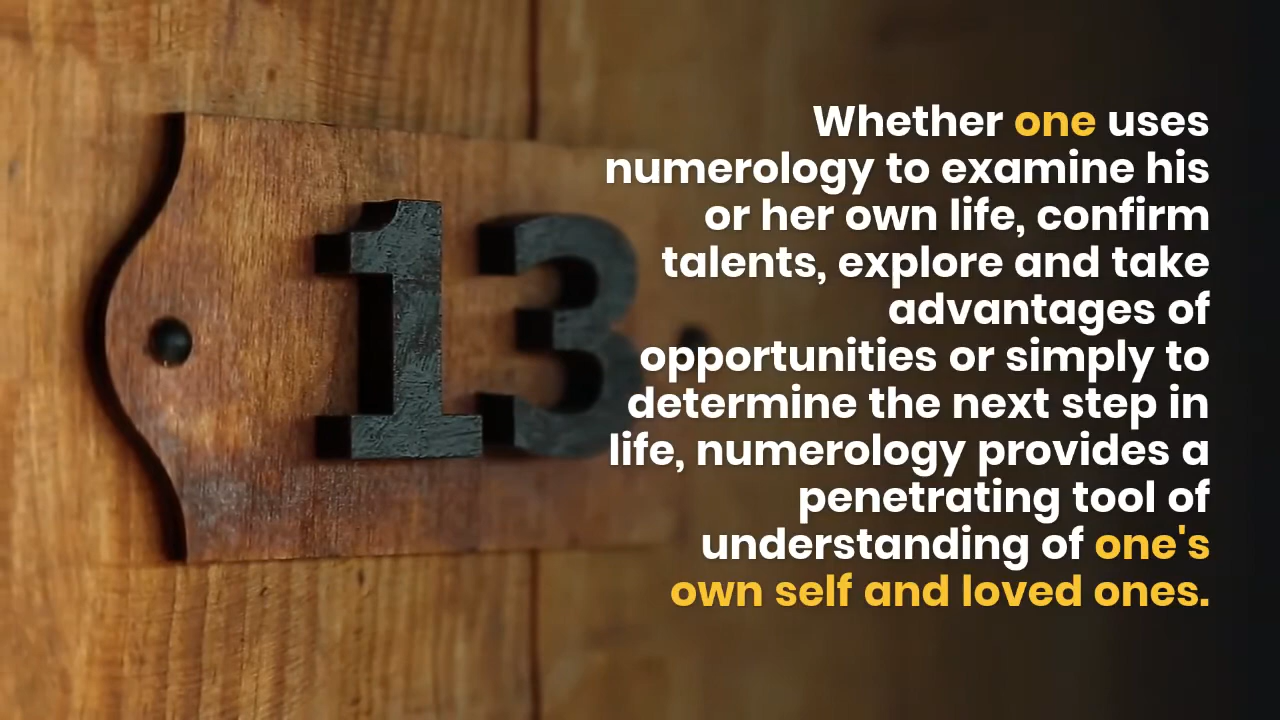 13
Whether one uses
numerology to examine his
or her own life, confirm
talents, explore and take
advantages of
opportunities or simply to
determine the next step in
life, numerology provides a
penetrating tool of
understanding of one's
own self and loved ones.